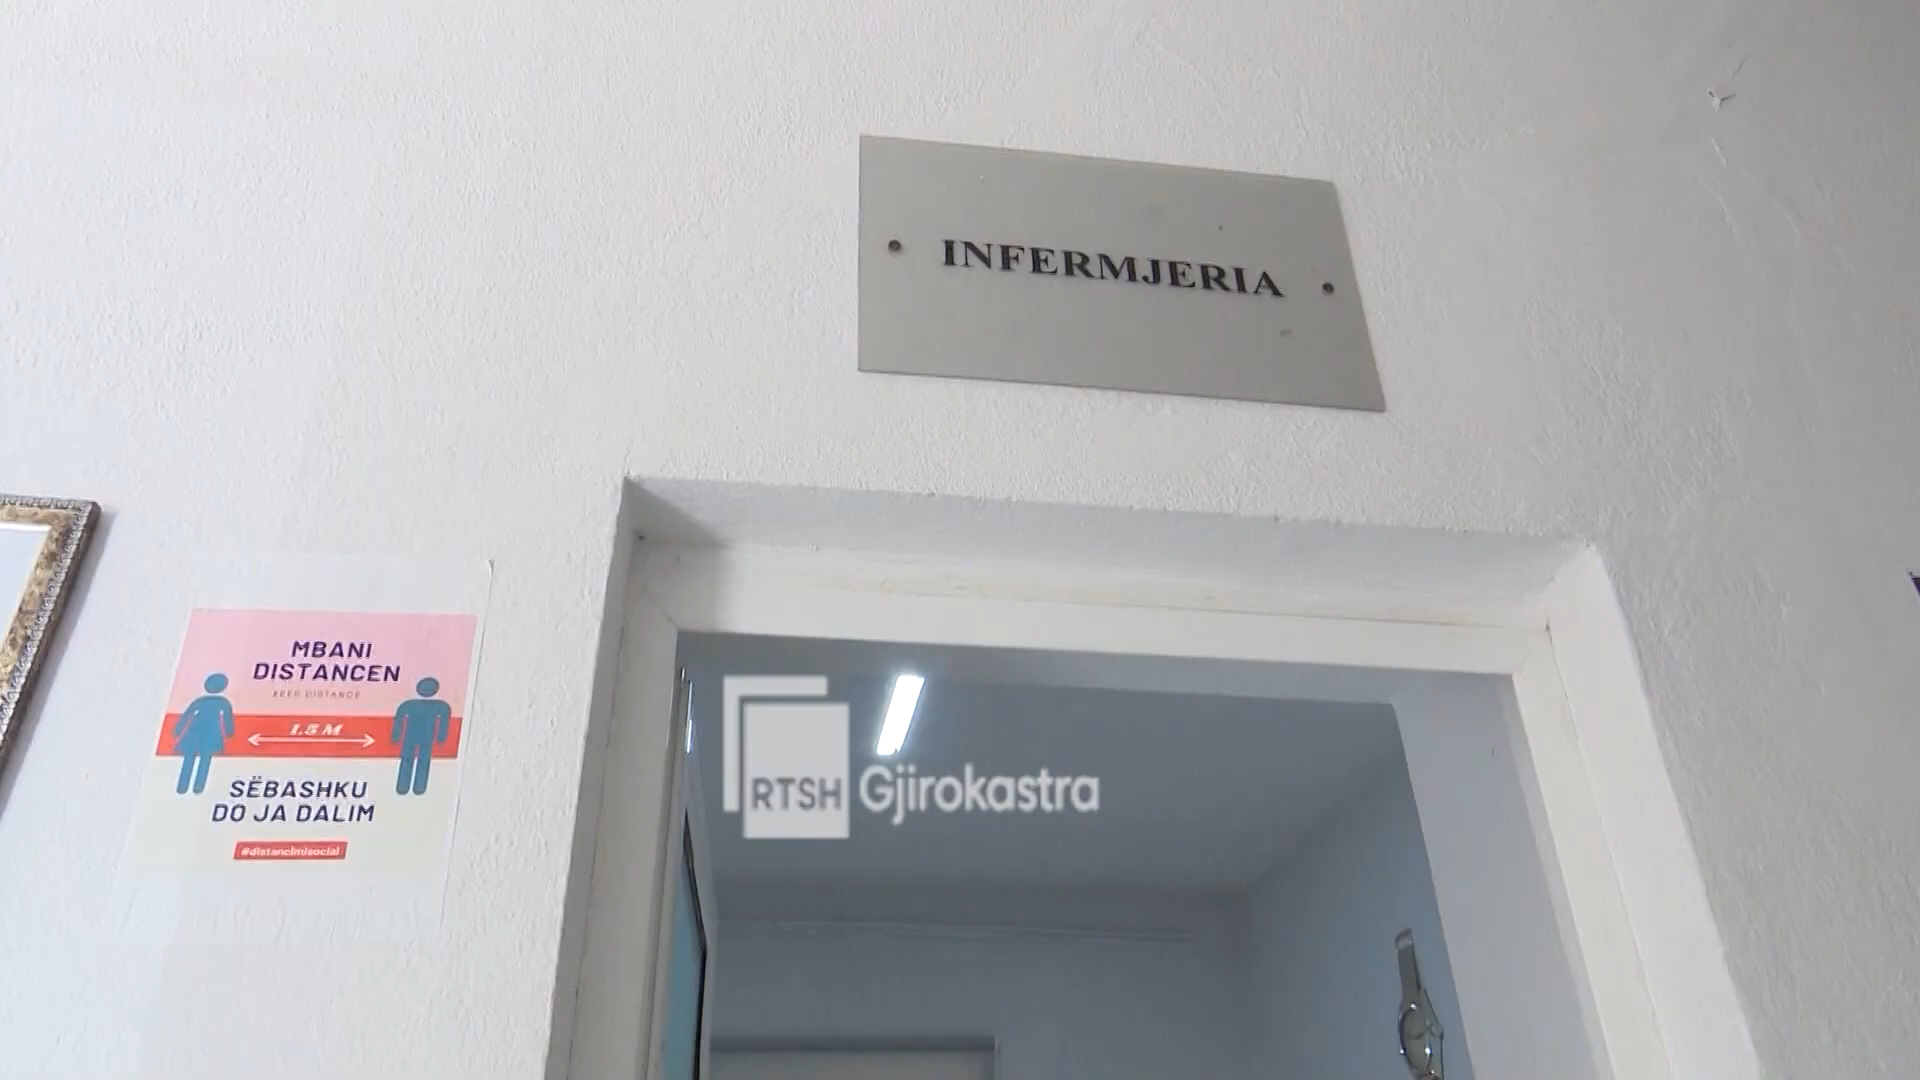 INFERMJERIA
MBANI
DISTANCEN
KEEP DISTANCE
1.5 M
SËBASHKU
DO JA DALIM
#distancimisocial
RTSH Gjirokastra